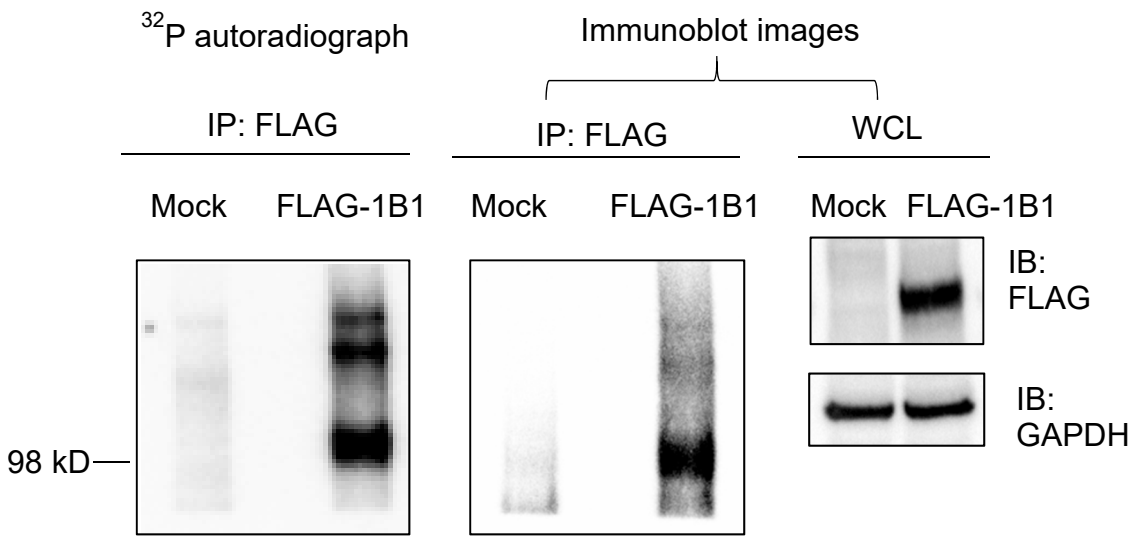 ³²P autoradiograph
Immunoblot images
IP: FLAG
IP: FLAG
WCL
Mock FLAG-1B1
Mock FLAG-1B1
Mock FLAG-1B1
IB:
FLAG
IB:
GAPDH
98 kD